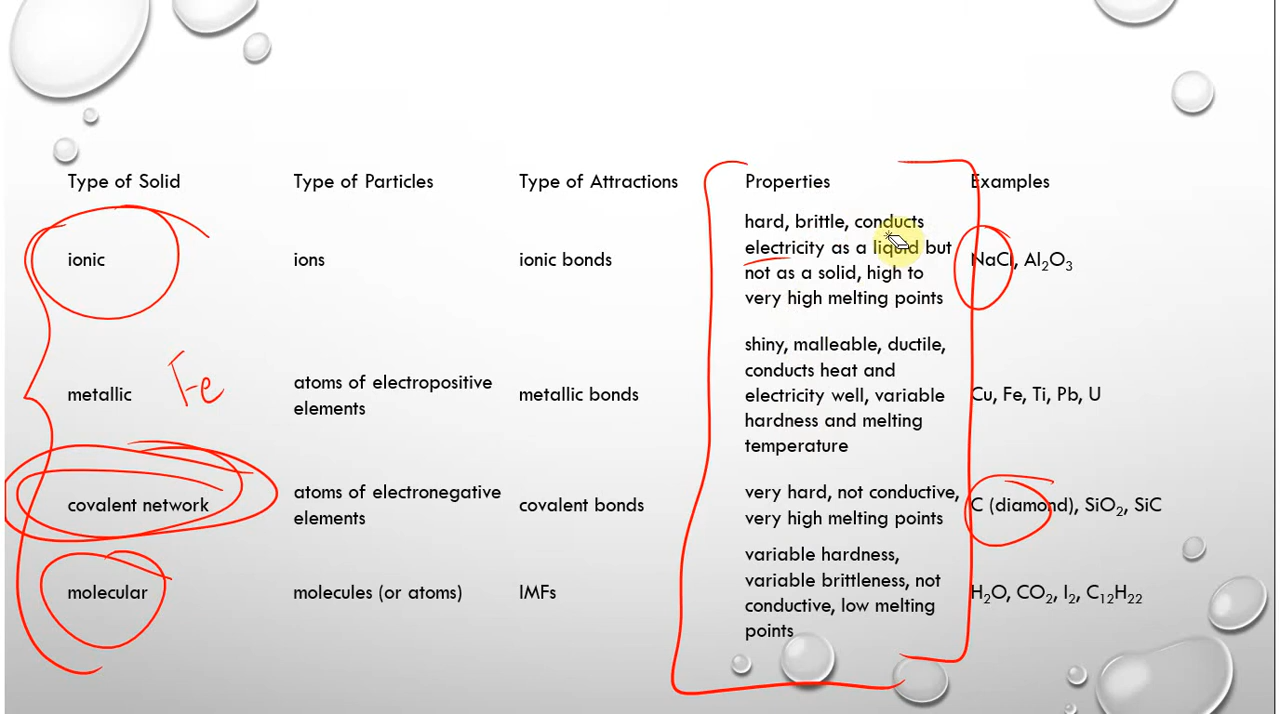 Type of Solid Type of Particles Type of Attractions Properties Examples
ionic ions ionic bonds hard, brittle, conducts
electricity as a liquid but
not as a solid, high to
very high melting points NaCl, Al₂O₃
metallic Fe atoms of electropositive
elements metallic bonds shiny, malleable, ductile,
conducts heat and
electricity well, variable
hardness and melting
temperature Cu, Fe, Ti, Pb, U
covalent network atoms of electronegative
elements covalent bonds very hard, not conductive,
very high melting points C (diamond), SiO₂, SiC
molecular molecules (or atoms) IMFs variable hardness,
variable brittleness, not
conductive, low melting
points H₂O, CO₂, I₂, C₁₂H₂₂